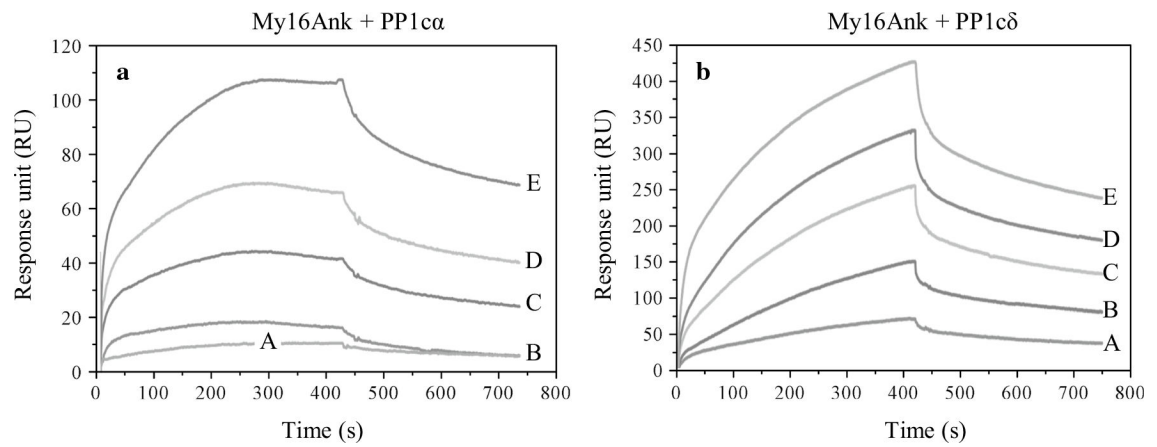 My16Ank + PP1cα
120
100
80
60
40
20
0
a
A
E
D
C
B
0 100 200 300 400 500 600 700 800
Response unit (RU)
Time (s)
My16Ank + PP1cδ
450
400
350
300
250
200
150
100
50
0
b
E
D
C
B
A
0 100 200 300 400 500 600 700 800
Response unit (RU)
Time (s)